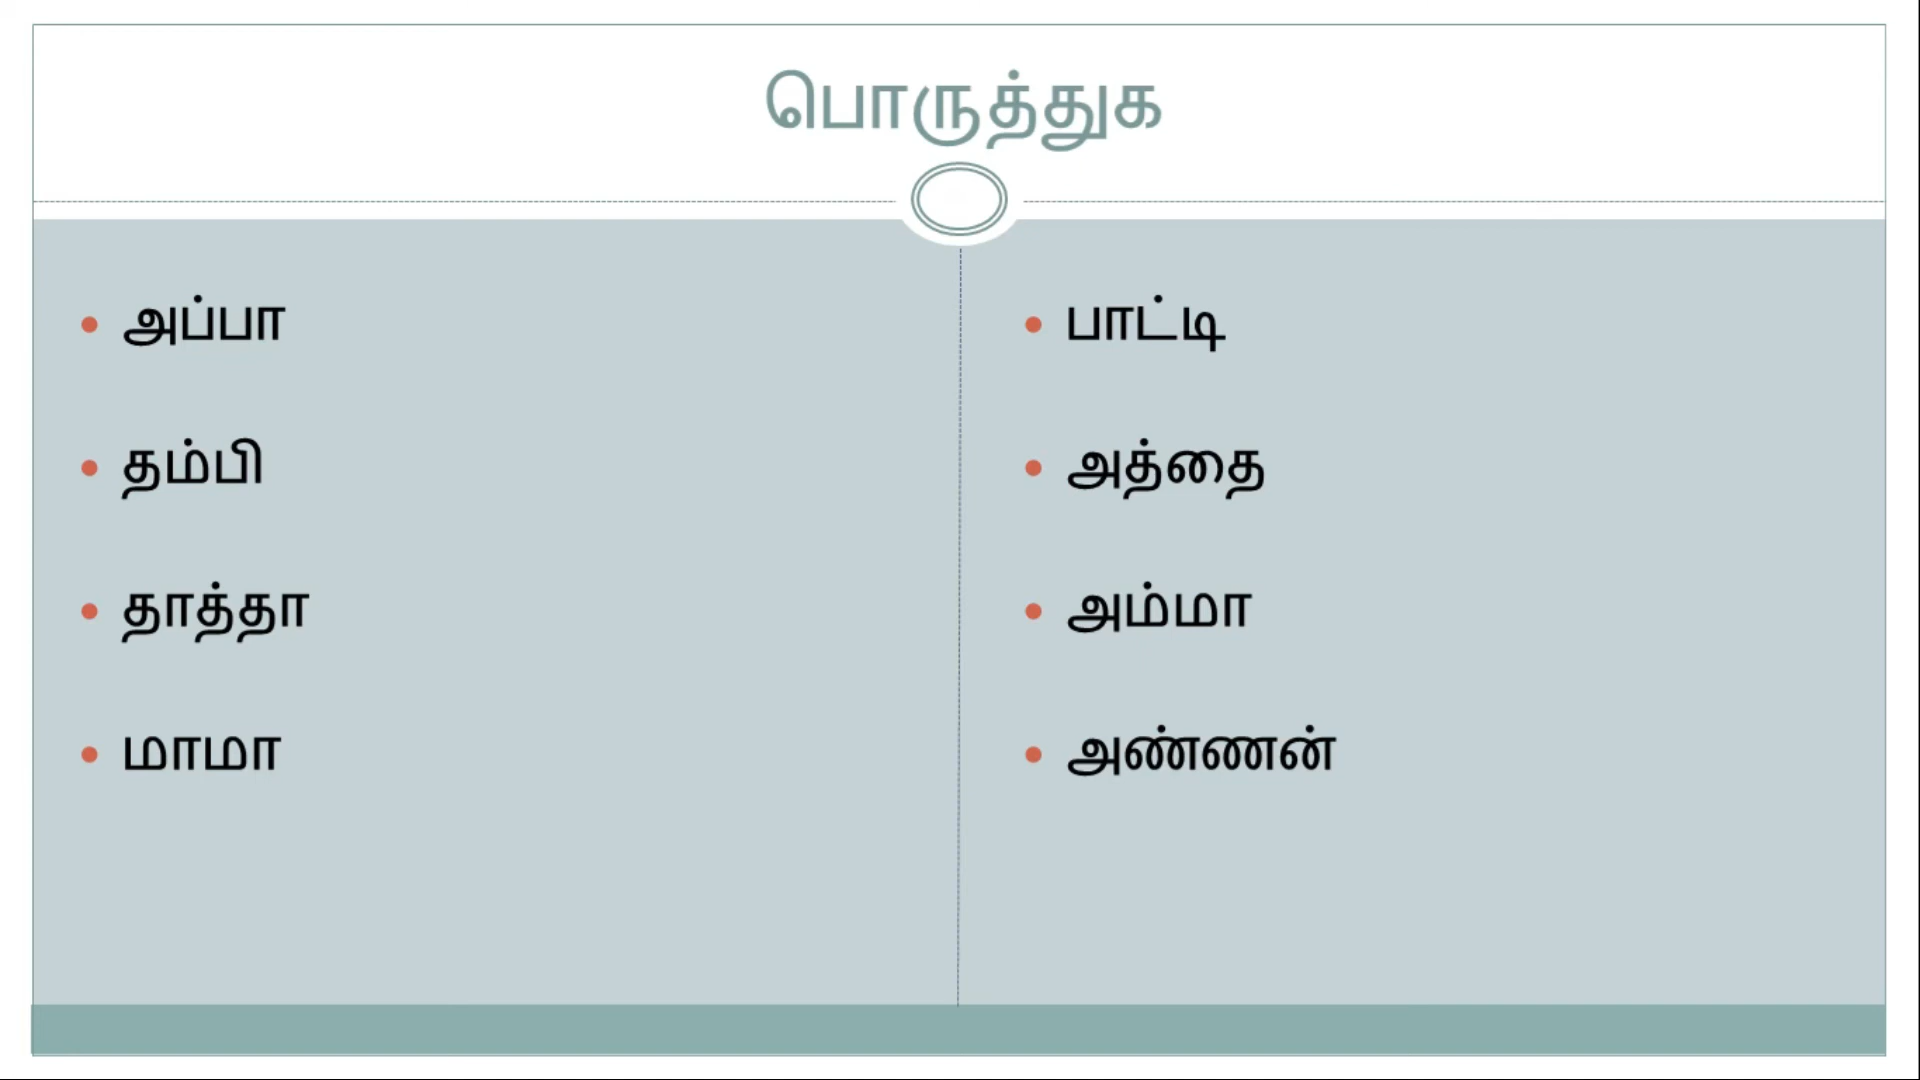 பொருத்துக
அப்பா
தம்பி
தாத்தா
மாமா
பாட்டி
அத்தை
அம்மா
அண்ணன்